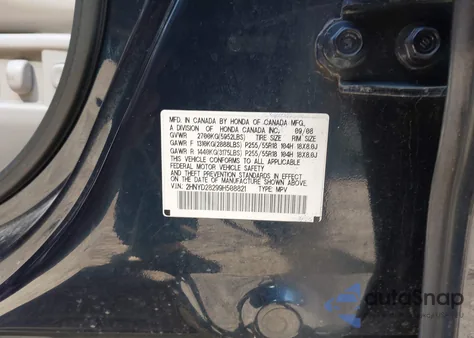 MFD. IN CANADA BY HONDA OF CANADA MFG.
A DIVISION OF HONDA CANADA INC. 09/08
GVWR 2700KG(5952LBS) TIRE SIZE RIM SIZE
GAWR F 1310KG(2888LBS) P255/55R18 104H 18X8.0J
GAWR R 1440KG(3175LBS) P255/55R18 104H 18X8.0J
THIS VEHICLE CONFORMS TO ALL APPLICABLE
FEDERAL MOTOR VEHICLE SAFETY
AND THEFT PREVENTION STANDARDS IN EFFECT
ON THE DATE OF MANUFACTURE SHOWN ABOVE.
VIN: 2HNYD28299H508821 TYPE: MPV
autoSnap